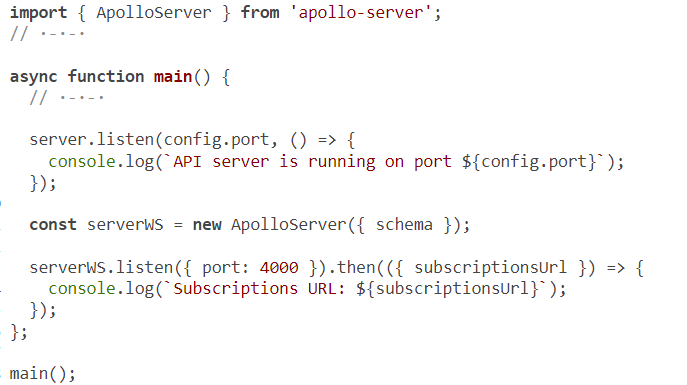 import { ApolloServer } from 'apollo-server';
// ·-·-·
async function main() {
// ·-·-·
server.listen(config.port, () => {
console.log(`API server is running on port ${config.port}`);
});
const serverWS = new ApolloServer({ schema });
serverWS.listen({ port: 4000 }).then(({ subscriptionsUrl }) => {
console.log(`Subscriptions URL: ${subscriptionsUrl}`);
});
};
main();